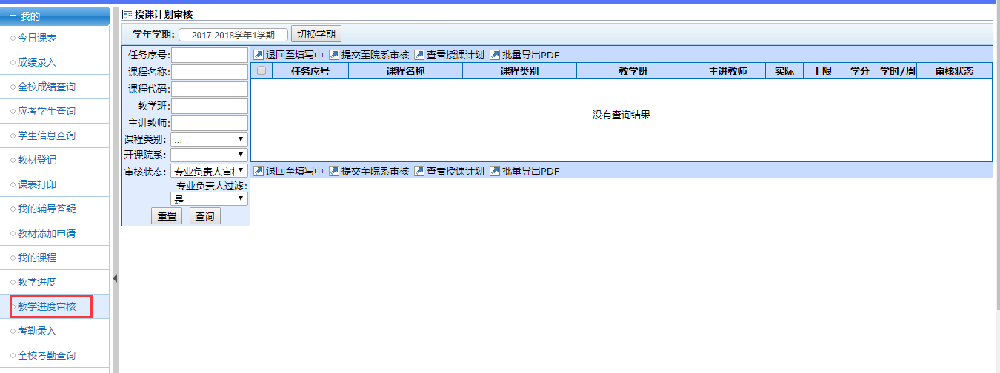 我的
今日课表
成绩录入
全校成绩查询
应考学生查询
学生信息查询
教材登记
课表打印
我的辅导答疑
教材添加申请
我的课程
教学进度
教学进度审核
考勤录入
全校考勤查询
授课计划审核
学年学期: 2017-2018学年1学期 切换学期
任务序号:
课程名称:
课程代码:
教学班:
主讲教师:
课程类别: ...
开课院系: ...
审核状态: 专业负责人审核
专业负责人过滤:
是
重置 查询
退回至填写中 提交至院系审核 查看授课计划 批量导出PDF
任务序号 课程名称 课程类别 教学班 主讲教师 实际 上限 学分 学时/周 审核状态
没有查询结果
退回至填写中 提交至院系审核 查看授课计划 批量导出PDF